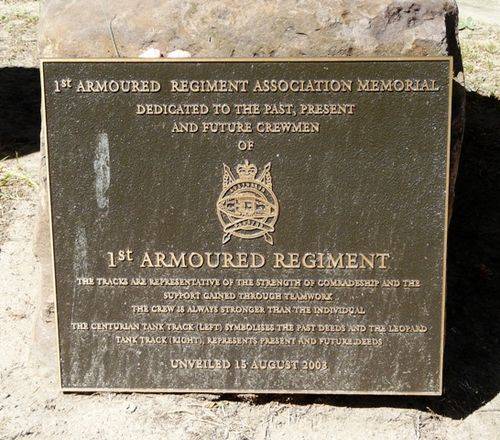 1st ARMOURED REGIMENT ASSOCIATION MEMORIAL
DEDICATED TO THE PAST, PRESENT
AND FUTURE CREWMEN
OF
1st ARMOURED REGIMENT
THE TRACKS ARE REPRESENTATIVE OF THE STRENGTH OF COMRADESHIP AND THE
SUPPORT GAINED THROUGH TEAMWORK
THE CREW IS ALWAYS STRONGER THAN THE INDIVIDUAL
THE CENTURIAN TANK TRACK (LEFT) SYMBOLISES THE PAST DEEDS AND THE LEOPARD
TANK TRACK (RIGHT), REPRESENTS PRESENT AND FUTURE DEEDS
UNVEILED 15 AUGUST 2003